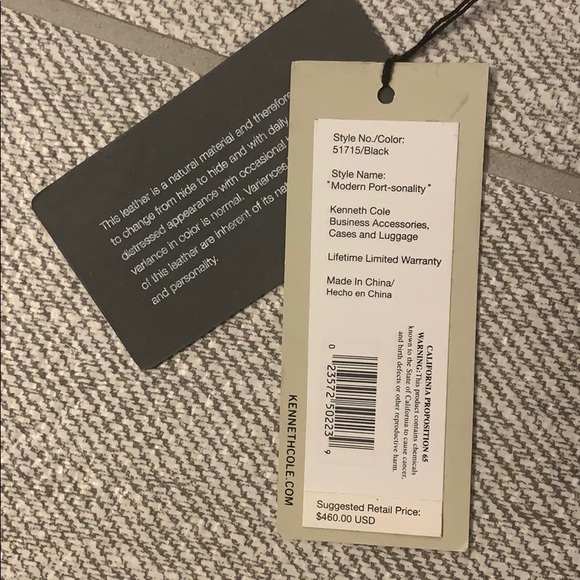 This leather is a natural material and therefore
to change from hide to hide and with daily
distressed appearance with occasional
variance in color is normal. Variances
of this leather are inherent of its
and personality.
Style No./Color:
51715/Black
Style Name:
"Modern Port-sonality"
Kenneth Cole
Business Accessories,
Cases and Luggage
Lifetime Limited Warranty
Made In China/
Hecho en China
CALIFORNIA PROPOSITION 65
WARNING:This product contains chemicals
known to the State of California to cause cancer,
and birth defects or other reproductive harm.
0 23572 50223 9
KENNETHCOLE.COM
Suggested Retail Price:
$460.00 USD